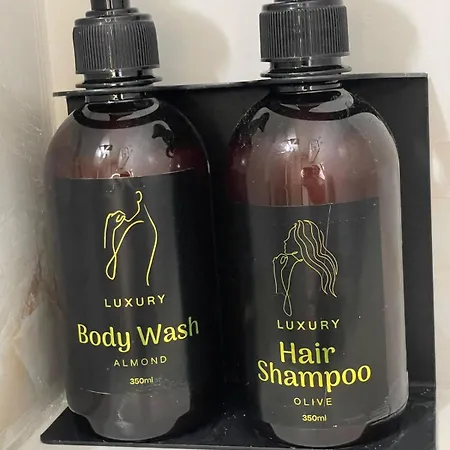 LUXURY
Body Wash
ALMOND
350ml
LUXURY
Hair
Shampoo
OLIVE
350ml